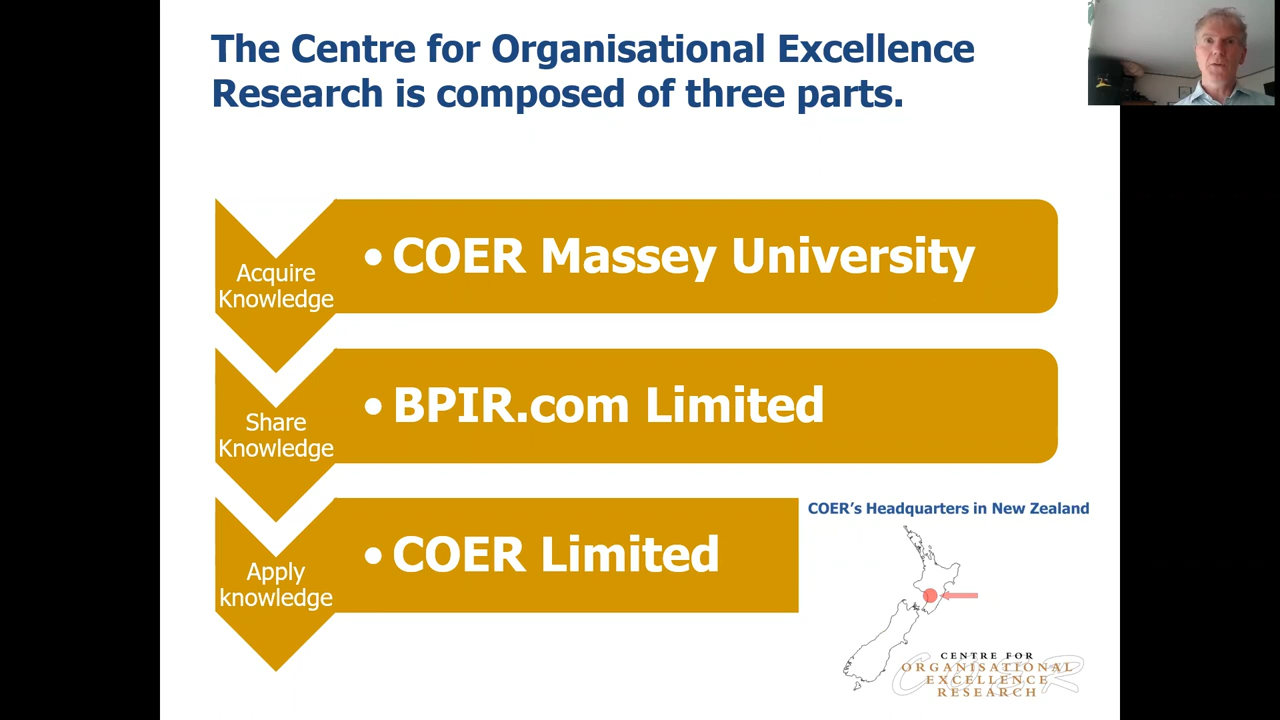 The Centre for Organisational Excellence
Research is composed of three parts.
Acquire
Knowledge
• COER Massey University
Share
Knowledge
• BPIR.com Limited
Apply
knowledge
• COER Limited
COER’s Headquarters in New Zealand
CENTRE FOR
ORGANISATIONAL
EXCELLENCE
RESEARCH